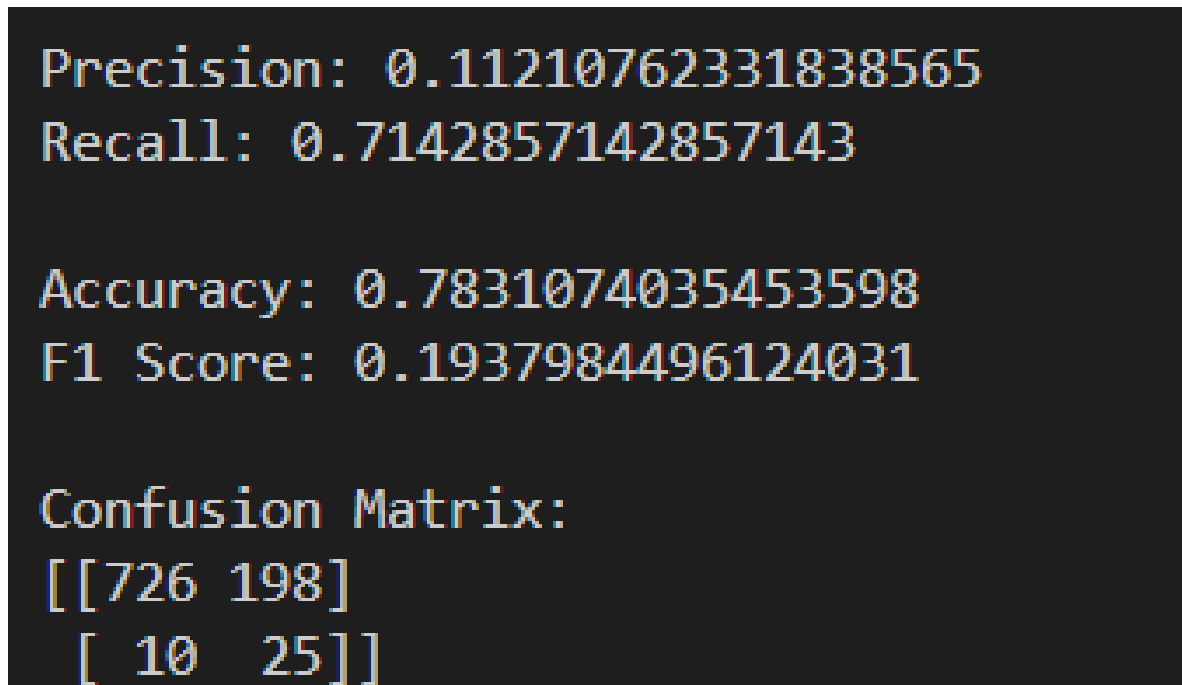 Precision: 0.11210762331838565
Recall: 0.7142857142857143
Accuracy: 0.7831074035453598
F1 Score: 0.1937984496124031
Confusion Matrix:
[[726 198]
 [ 10  25]]